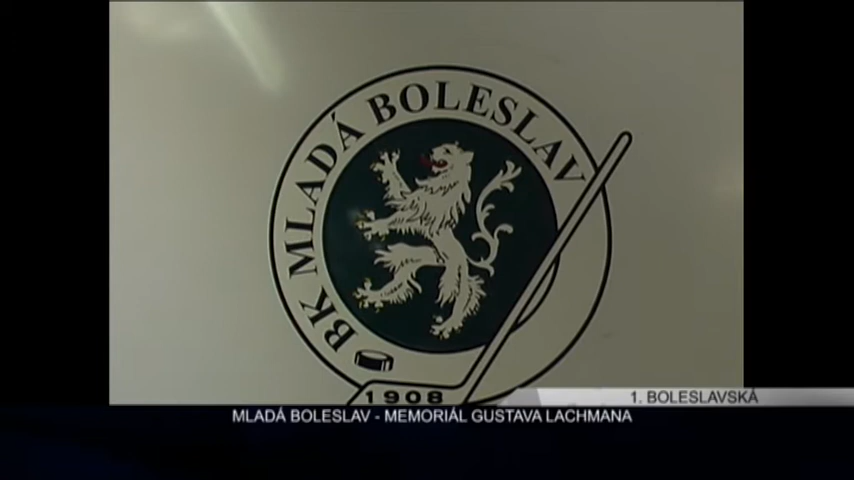 BK MLADÁ BOLESLAV
1908
1. BOLESLAVSKÁ
MLADÁ BOLESLAV - MEMORIÁL GUSTAVA LACHMANA